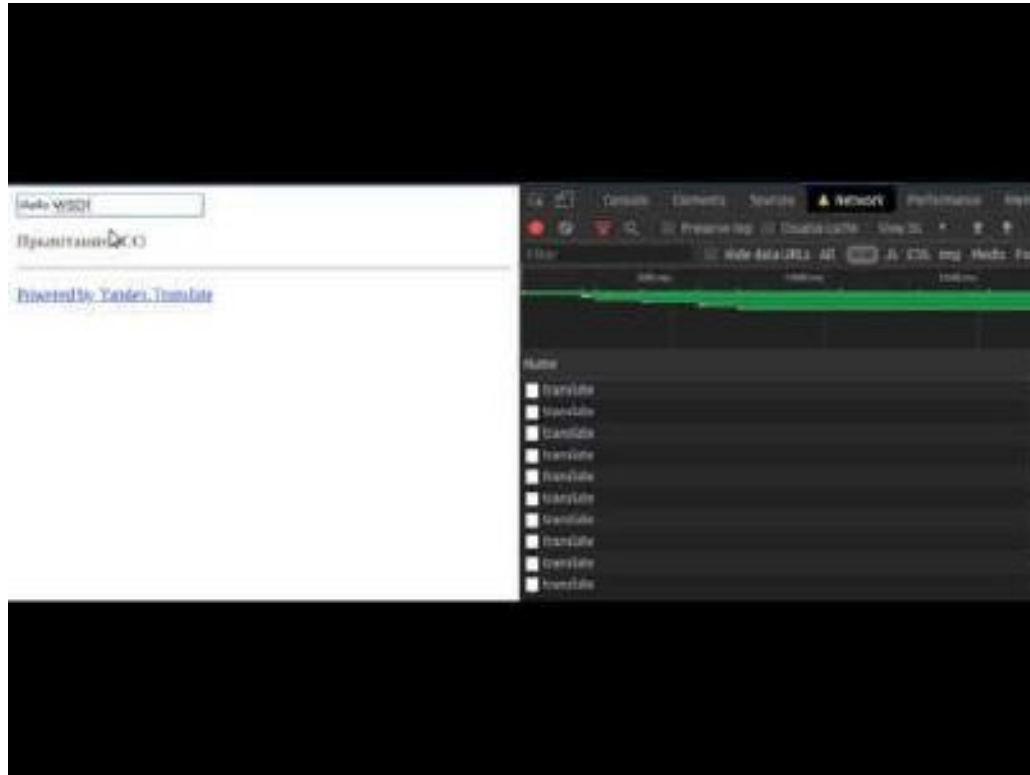 Hello WSO!
Powered by Yandex.Translate
Console Elements Sources Network Performance
Preserve log Disable cache
Filter Hide data URLs All JS CSS Img Media
Name
translate
translate
translate
translate
translate
translate
translate
translate
translate
translate